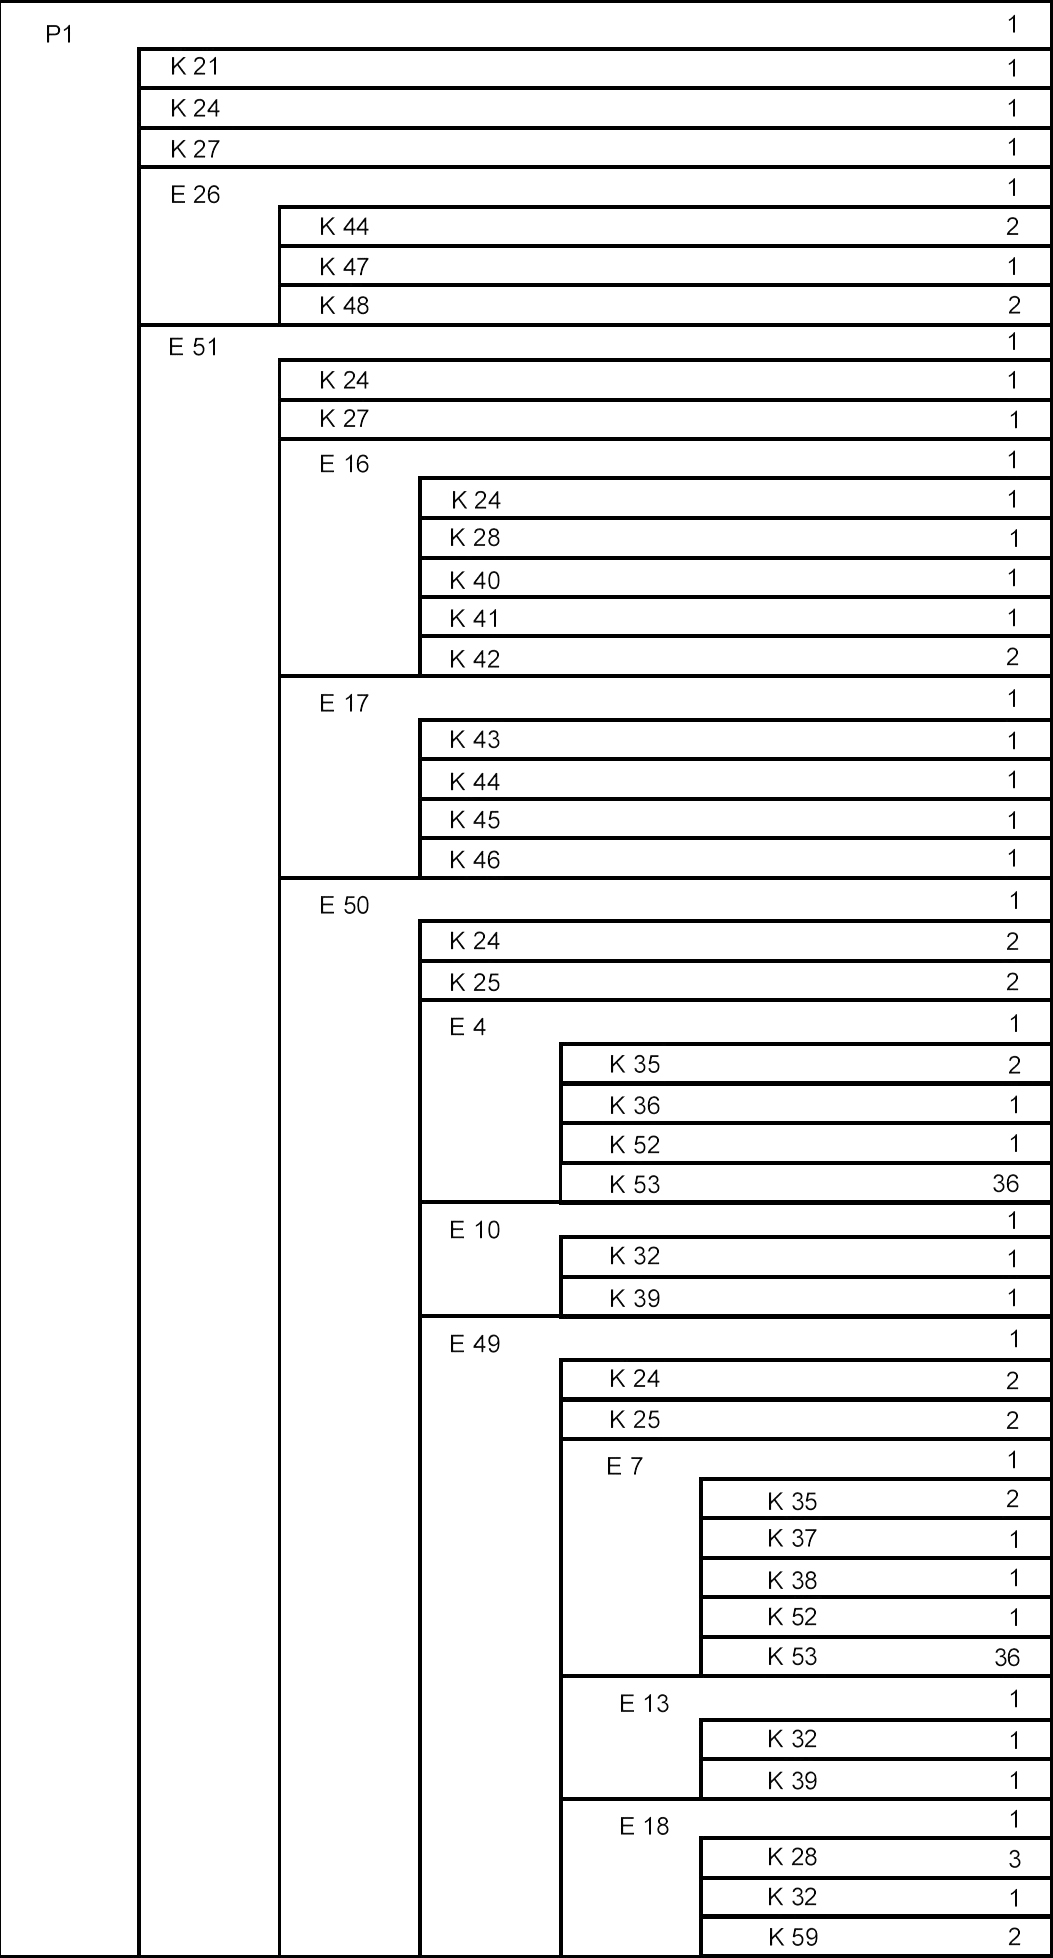 P1 1
K 21 1
K 24 1
K 27 1
E 26 1
K 44 2
K 47 1
K 48 2
E 51 1
K 24 1
K 27 1
E 16 1
K 24 1
K 28 1
K 40 1
K 41 1
K 42 2
E 17 1
K 43 1
K 44 1
K 45 1
K 46 1
E 50 1
K 24 2
K 25 2
E 4 1
K 35 2
K 36 1
K 52 1
K 53 36
E 10 1
K 32 1
K 39 1
E 49 1
K 24 2
K 25 2
E 7 1
K 35 2
K 37 1
K 38 1
K 52 1
K 53 36
E 13 1
K 32 1
K 39 1
E 18 1
K 28 3
K 32 1
K 59 2